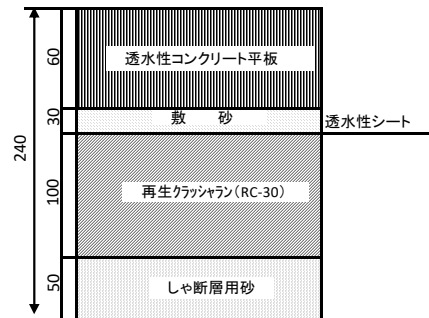 60
透水性コンクリート平板
30
敷 砂
透水性シート
240
100
再生クラッシャラン(RC-30)
50
しゃ断層用砂